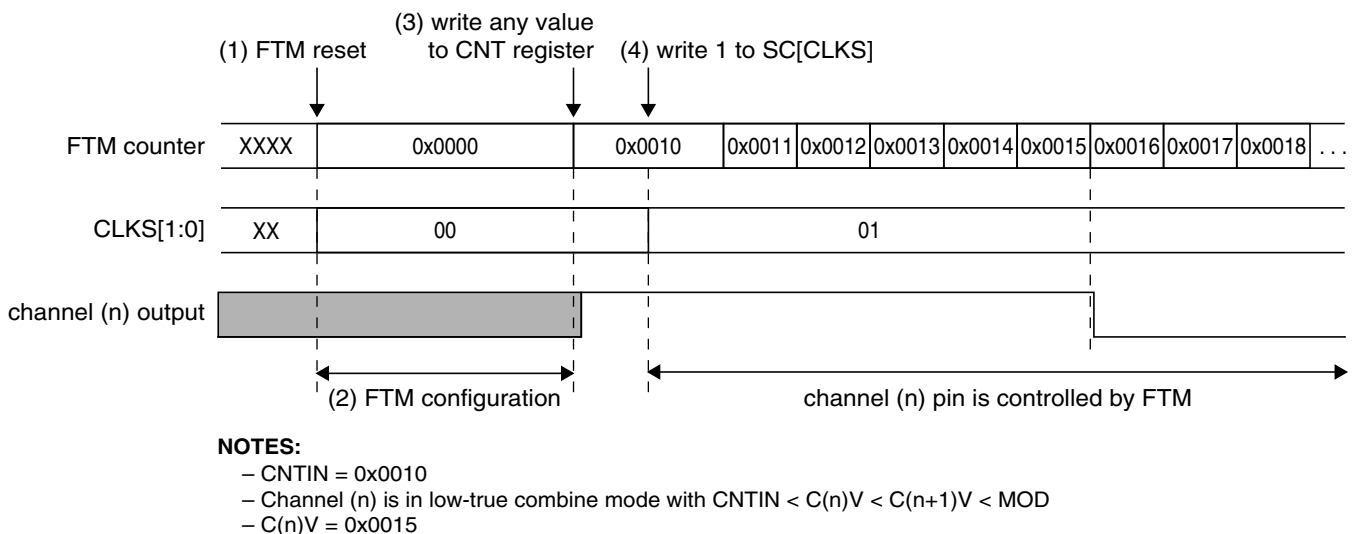 (3) write any value
(1) FTM reset to CNT register (4) write 1 to SC[CLKS]
FTM counter XXXX 0x0000 0x0010 0x0011 0x0012 0x0013 0x0014 0x0015 0x0016 0x0017 0x0018 . . .
CLKS[1:0] XX 00 01
channel (n) output
(2) FTM configuration channel (n) pin is controlled by FTM
NOTES:
– CNTIN = 0x0010
– Channel (n) is in low-true combine mode with CNTIN < C(n)V < C(n+1)V < MOD
– C(n)V = 0x0015